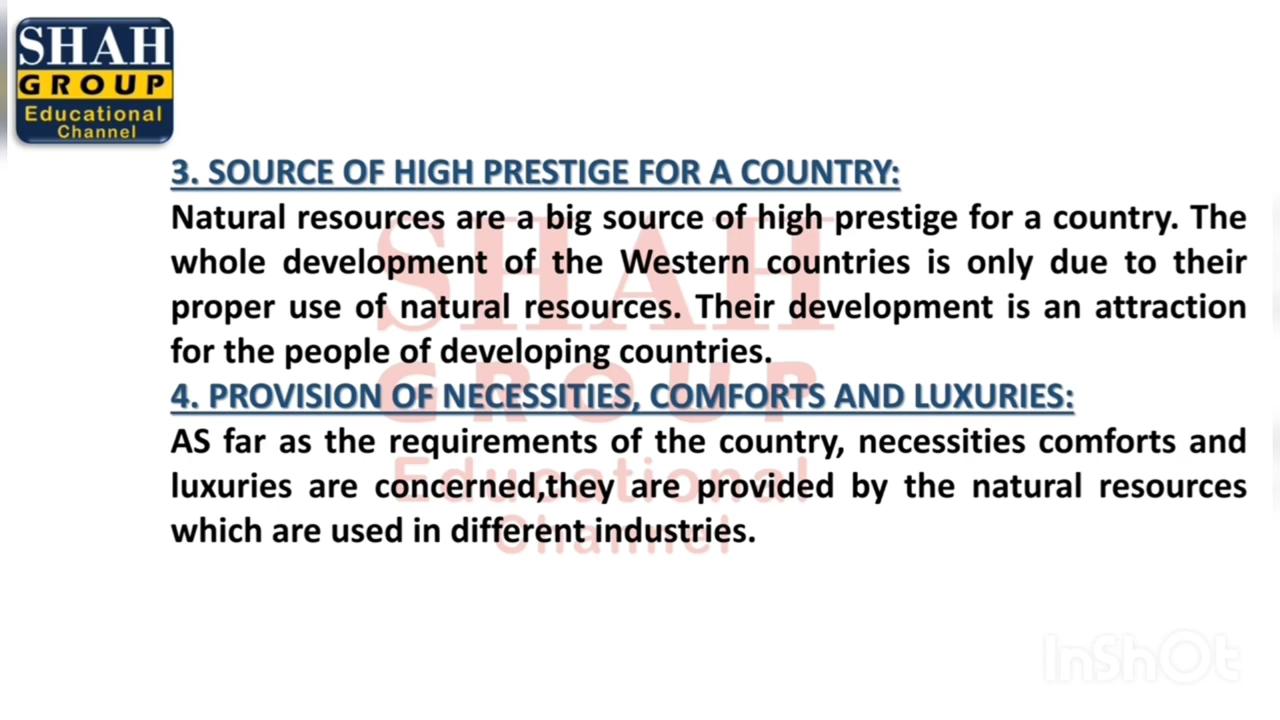 SHAH
GROUP
Educational
Channel
3. SOURCE OF HIGH PRESTIGE FOR A COUNTRY:
Natural resources are a big source of high prestige for a country. The
whole development of the Western countries is only due to their
proper use of natural resources. Their development is an attraction
for the people of developing countries.
4. PROVISION OF NECESSITIES, COMFORTS AND LUXURIES:
AS far as the requirements of the country, necessities comforts and
luxuries are concerned,they are provided by the natural resources
which are used in different industries.
SHAH
GROUP
Educational
Channel
InShOt